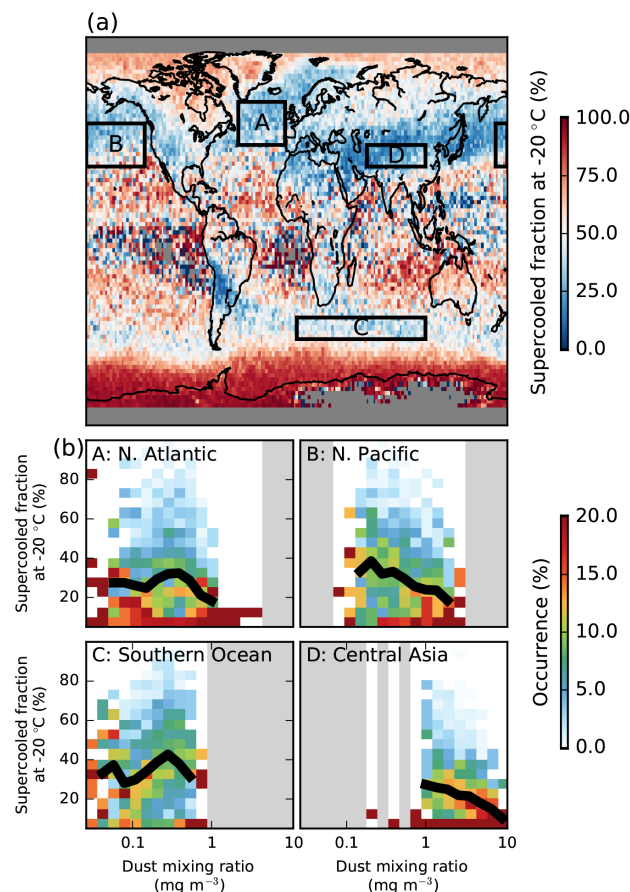 (a)
A
B
D
C
100.0
75.0
50.0
25.0
0.0
Supercooled fraction at -20 °C (%)
(b)
A: N. Atlantic
B: N. Pacific
80
60
40
20
Supercooled fraction
at -20 °C (%)
C: Southern Ocean
D: Central Asia
80
60
40
20
Supercooled fraction
at -20 °C (%)
0.1
1
10
0.1
1
10
Dust mixing ratio
(mg m⁻³)
Dust mixing ratio
(mg m⁻³)
20.0
15.0
10.0
5.0
0.0
Occurrence (%)